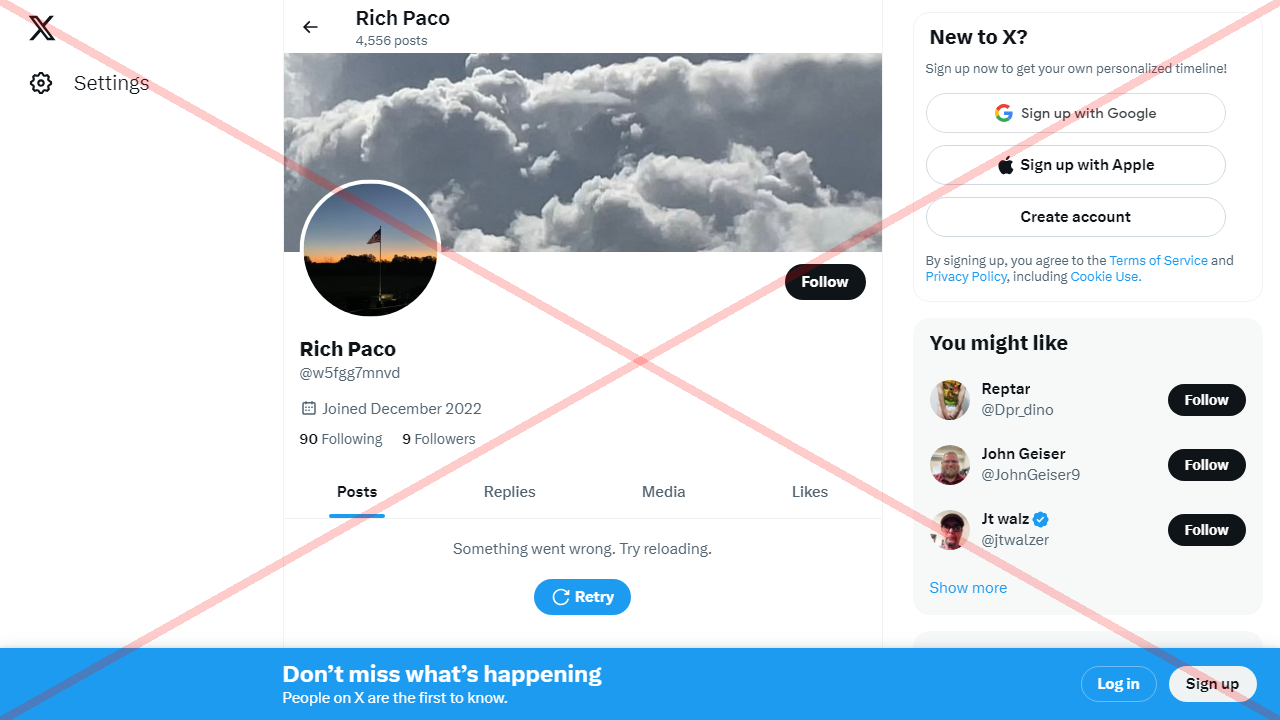 Settings
Rich Paco
4,556 posts
Follow
Rich Paco
@w5fgg7mnvd
Joined December 2022
90 Following 9 Followers
Posts Replies Media Likes
Something went wrong. Try reloading.
Retry
New to X?
Sign up now to get your own personalized timeline!
Sign up with Google
Sign up with Apple
Create account
By signing up, you agree to the Terms of Service and
Privacy Policy, including Cookie Use.
You might like
Reptar
@Dpr_dino
Follow
John Geiser
@JohnGeiser9
Follow
Jt walz
@jtwalzer
Follow
Show more
Don’t miss what’s happening
People on X are the first to know.
Log in
Sign up